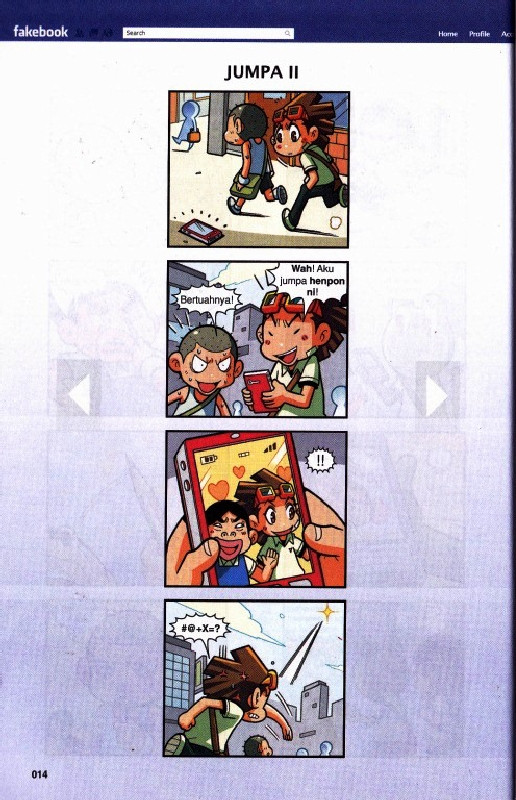 fakebook
Search
Home Profile
JUMPA II
Wah! Aku
jumpa henpon
ni!
Bertuahnya!
!!
#@+X=?
014